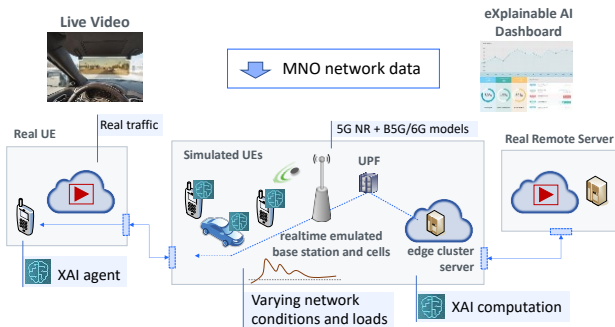 Live Video
eXplainable AI
Dashboard
MNO network data
Real UE
Real traffic
5G NR + B5G/6G models
Simulated UEs
UPF
Real Remote Server
realtime emulated
base station and cells
edge cluster
server
XAI agent
Varying network
conditions and loads
XAI computation